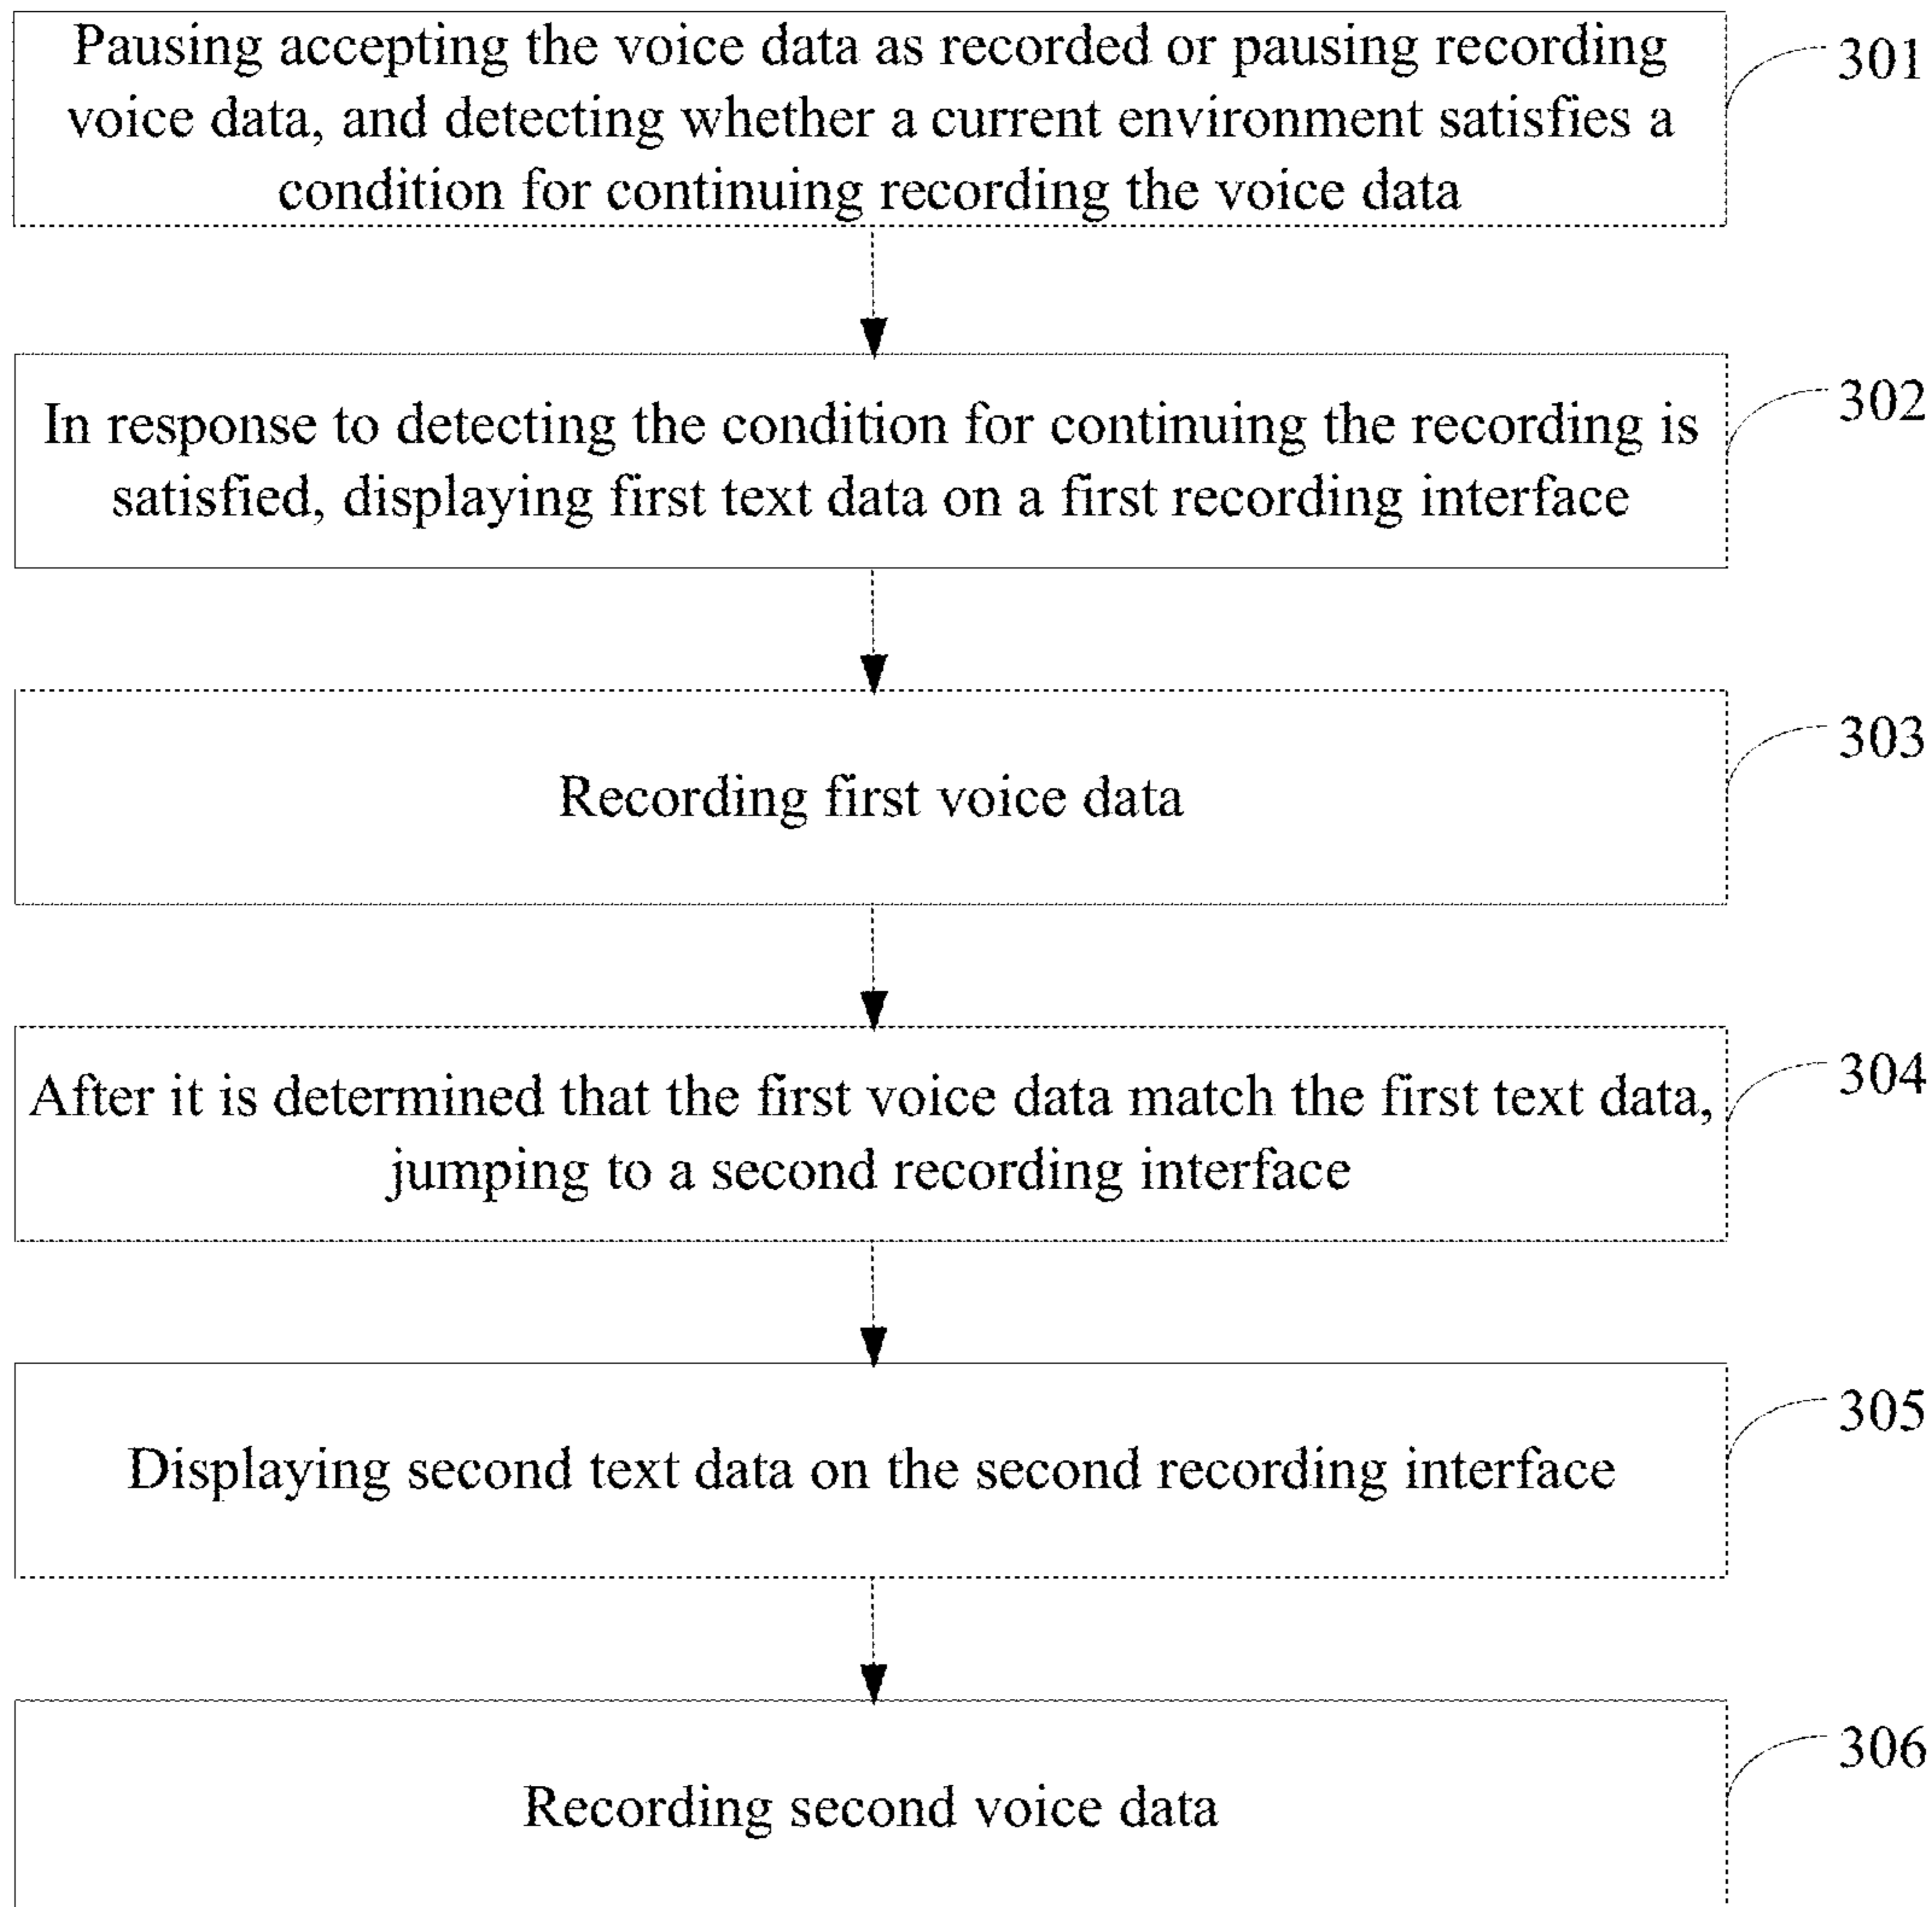 Pausing accepting the voice data as recorded or pausing recording
voice data, and detecting whether a current environment satisfies a
condition for continuing recording the voice data
301
In response to detecting the condition for continuing the recording is
satisfied, displaying first text data on a first recording interface
302
Recording first voice data
303
After it is determined that the first voice data match the first text data,
jumping to a second recording interface
304
Displaying second text data on the second recording interface
305
Recording second voice data
306